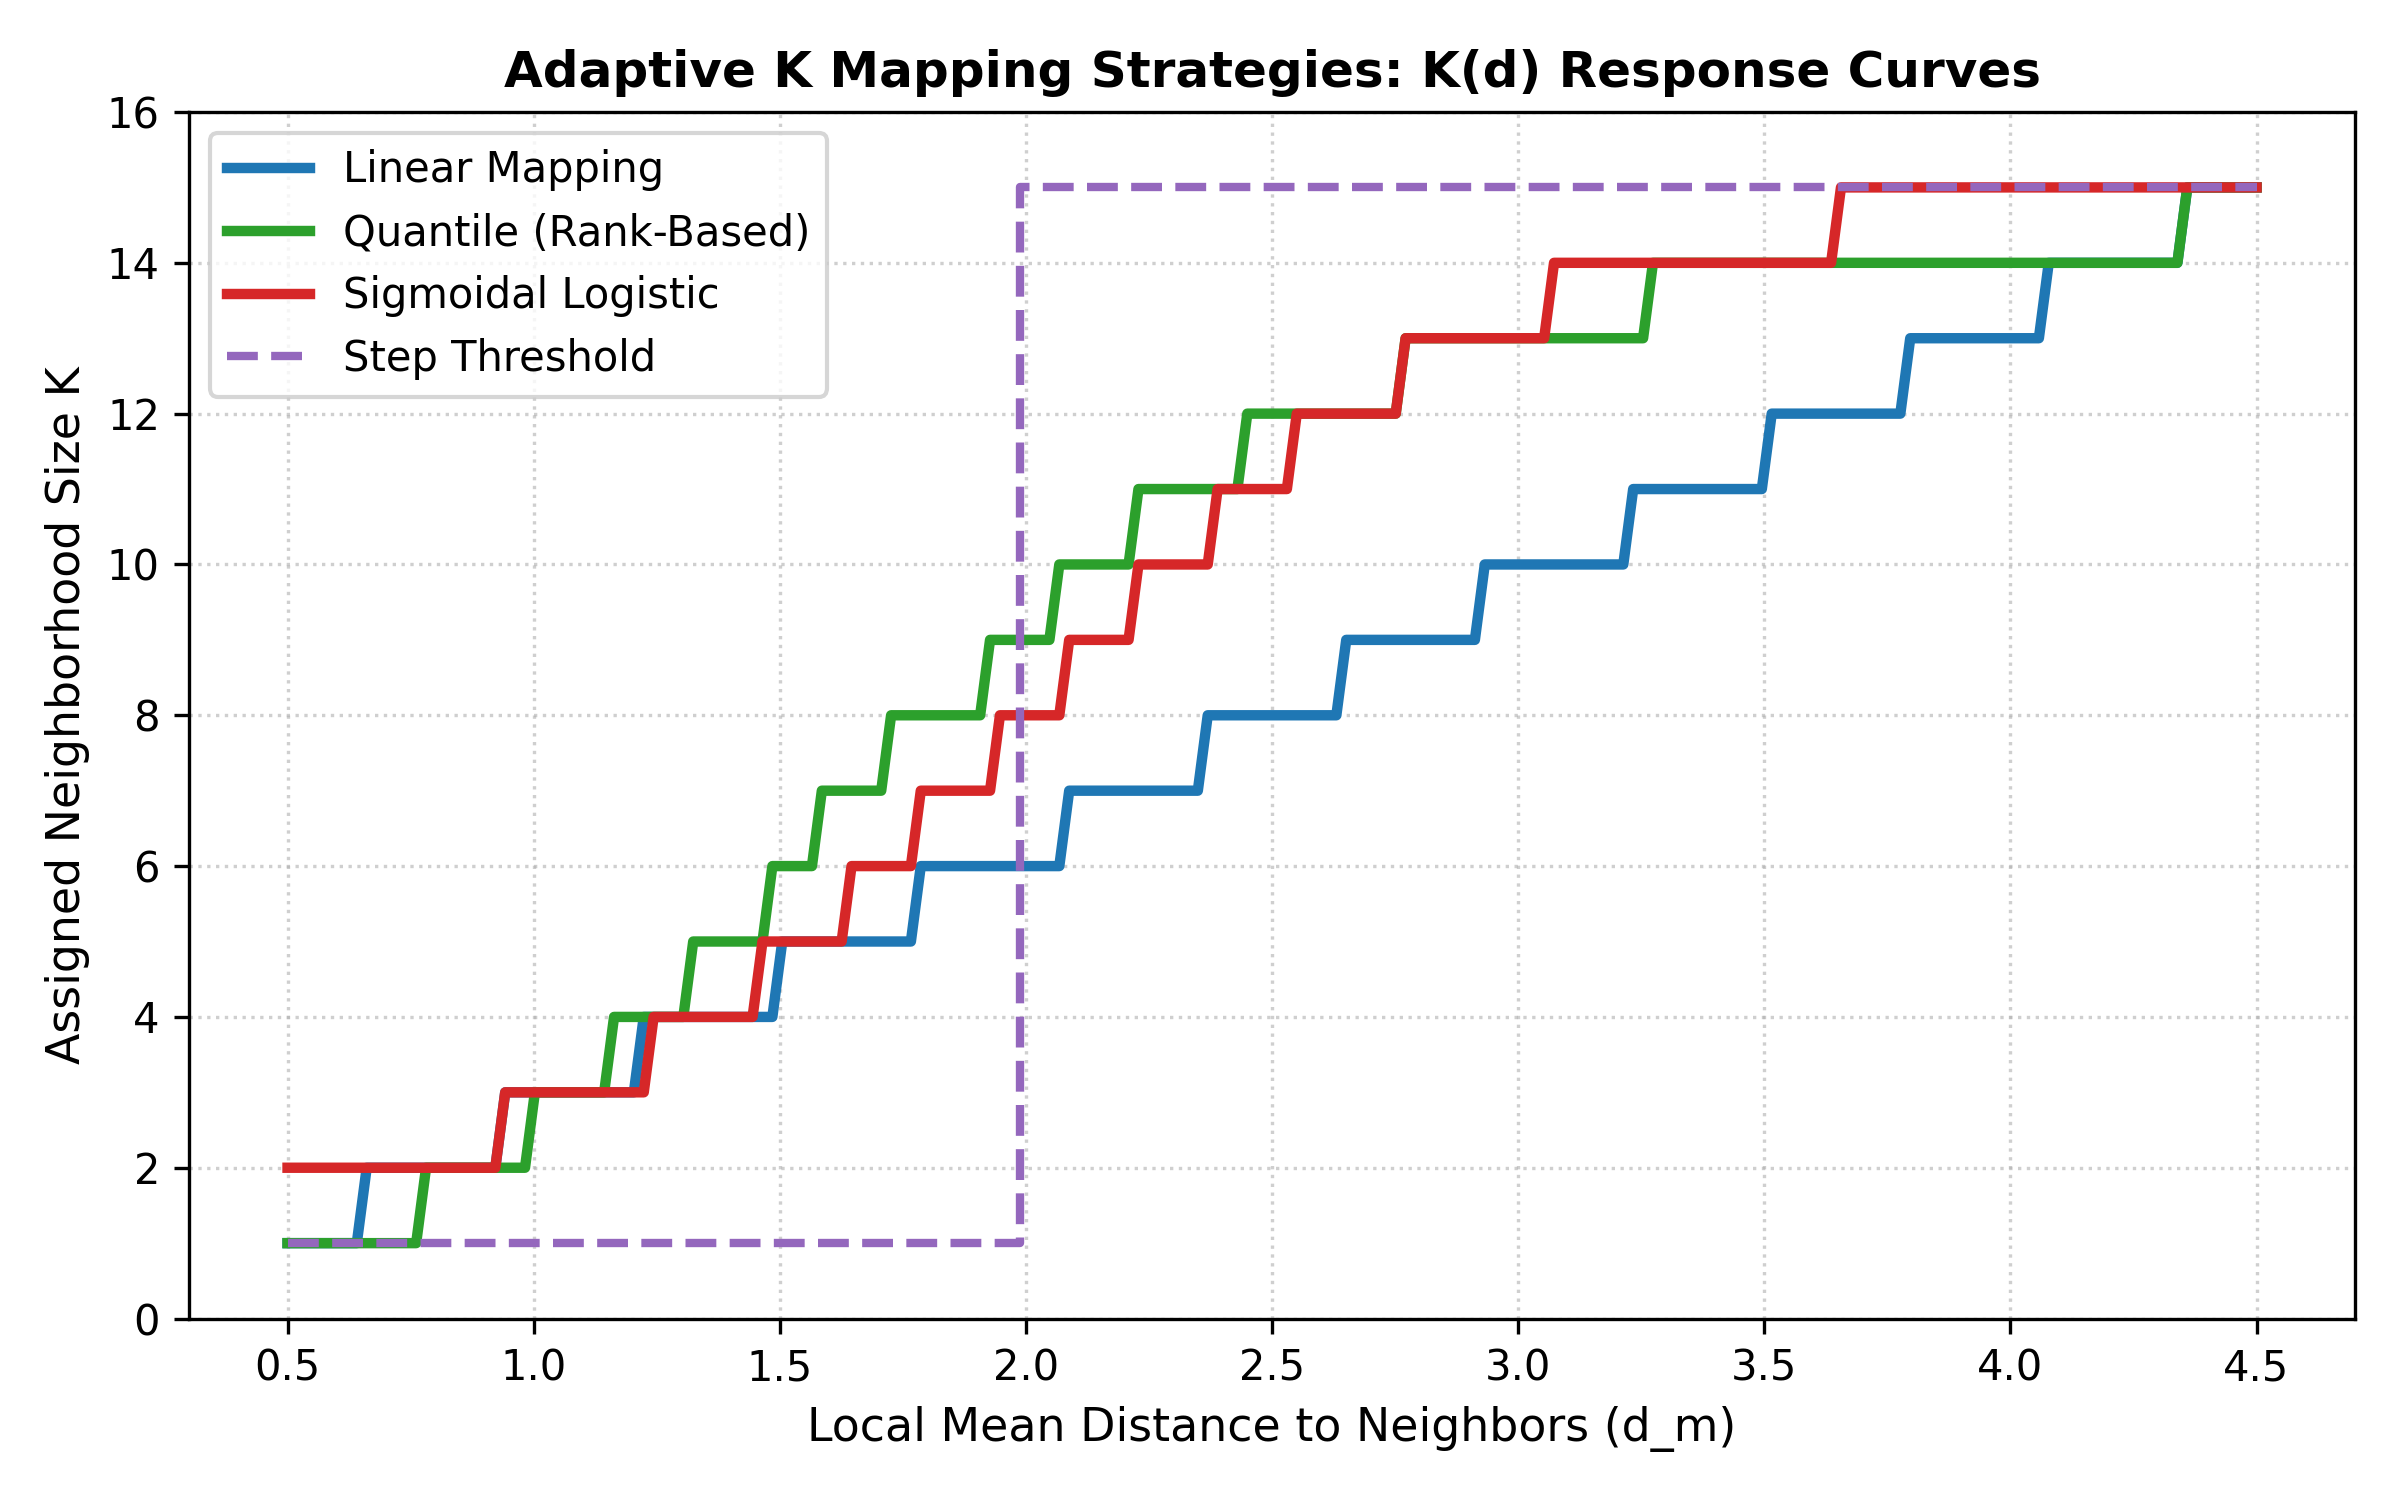 Adaptive K Mapping Strategies: K(d) Response Curves
16
14
12
10
8
6
4
2
0
Assigned Neighborhood Size K
Linear Mapping
Quantile (Rank-Based)
Sigmoidal Logistic
Step Threshold
0.5 1.0 1.5 2.0 2.5 3.0 3.5 4.0 4.5
Local Mean Distance to Neighbors (d_m)